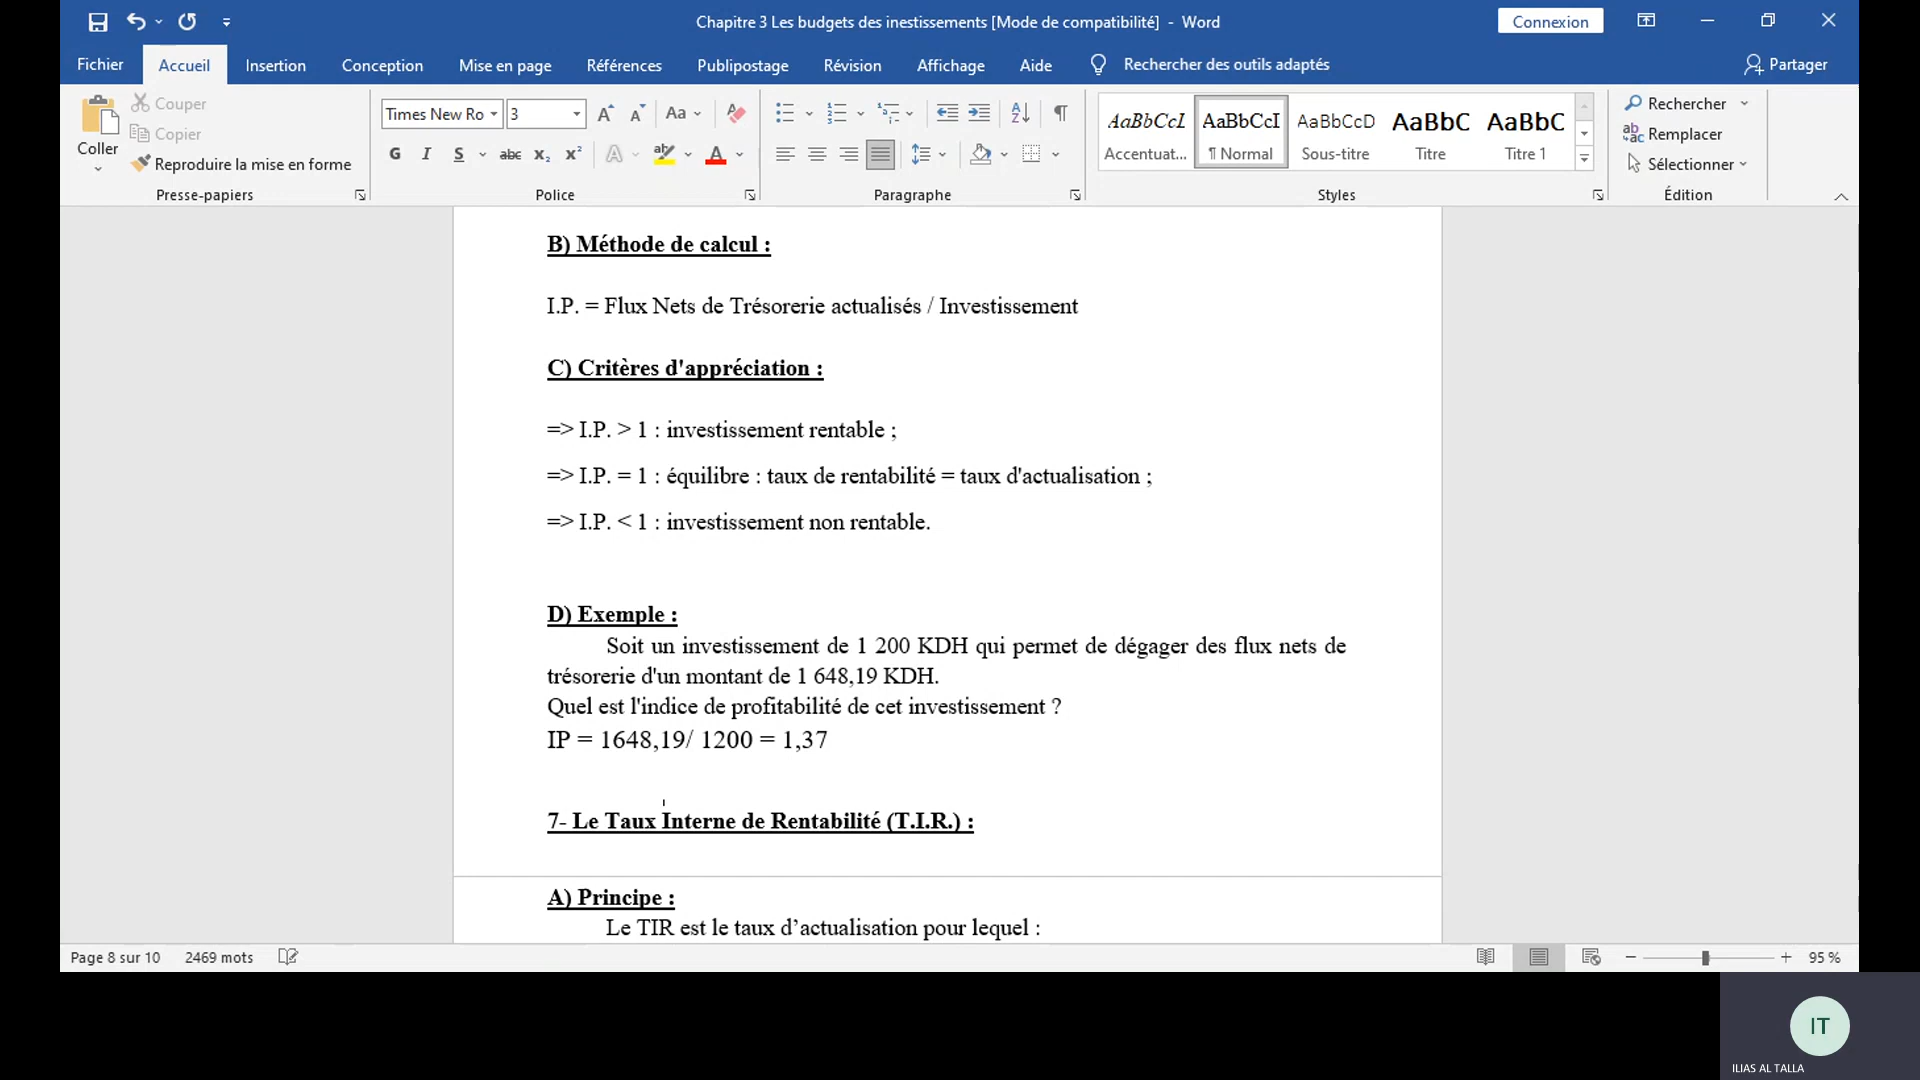 Chapitre 3 Les budgets des inestissements [Mode de compatibilité] - Word
Connexion
Fichier Accueil Insertion Conception Mise en page Références Publipostage Révision Affichage Aide Rechercher des outils adaptés Partager
Coller
Couper
Copier
Reproduire la mise en forme
Presse-papiers
Times New Ro 3
G I S abc x₂ x² A ab A
Aa
Police
Paragraphe
AaBbCcI AaBbCcI AaBbCcD AaBbC AaBbC
Accentuat... ¶ Normal Sous-titre Titre Titre 1
Styles
Rechercher
Remplacer
Sélectionner
Édition
B) Méthode de calcul :
I.P. = Flux Nets de Trésorerie actualisés / Investissement
C) Critères d'appréciation :
=> I.P. > 1 : investissement rentable ;
=> I.P. = 1 : équilibre : taux de rentabilité = taux d'actualisation ;
=> I.P. < 1 : investissement non rentable.
D) Exemple :
Soit un investissement de 1 200 KDH qui permet de dégager des flux nets de
trésorerie d'un montant de 1 648,19 KDH.
Quel est l'indice de profitabilité de cet investissement ?
IP = 1648,19/ 1200 = 1,37
7- Le Taux Interne de Rentabilité (T.I.R.) :
A) Principe :
Le TIR est le taux d’actualisation pour lequel :
Page 8 sur 10 2469 mots 95 %
IT
ILIAS AL TALLA